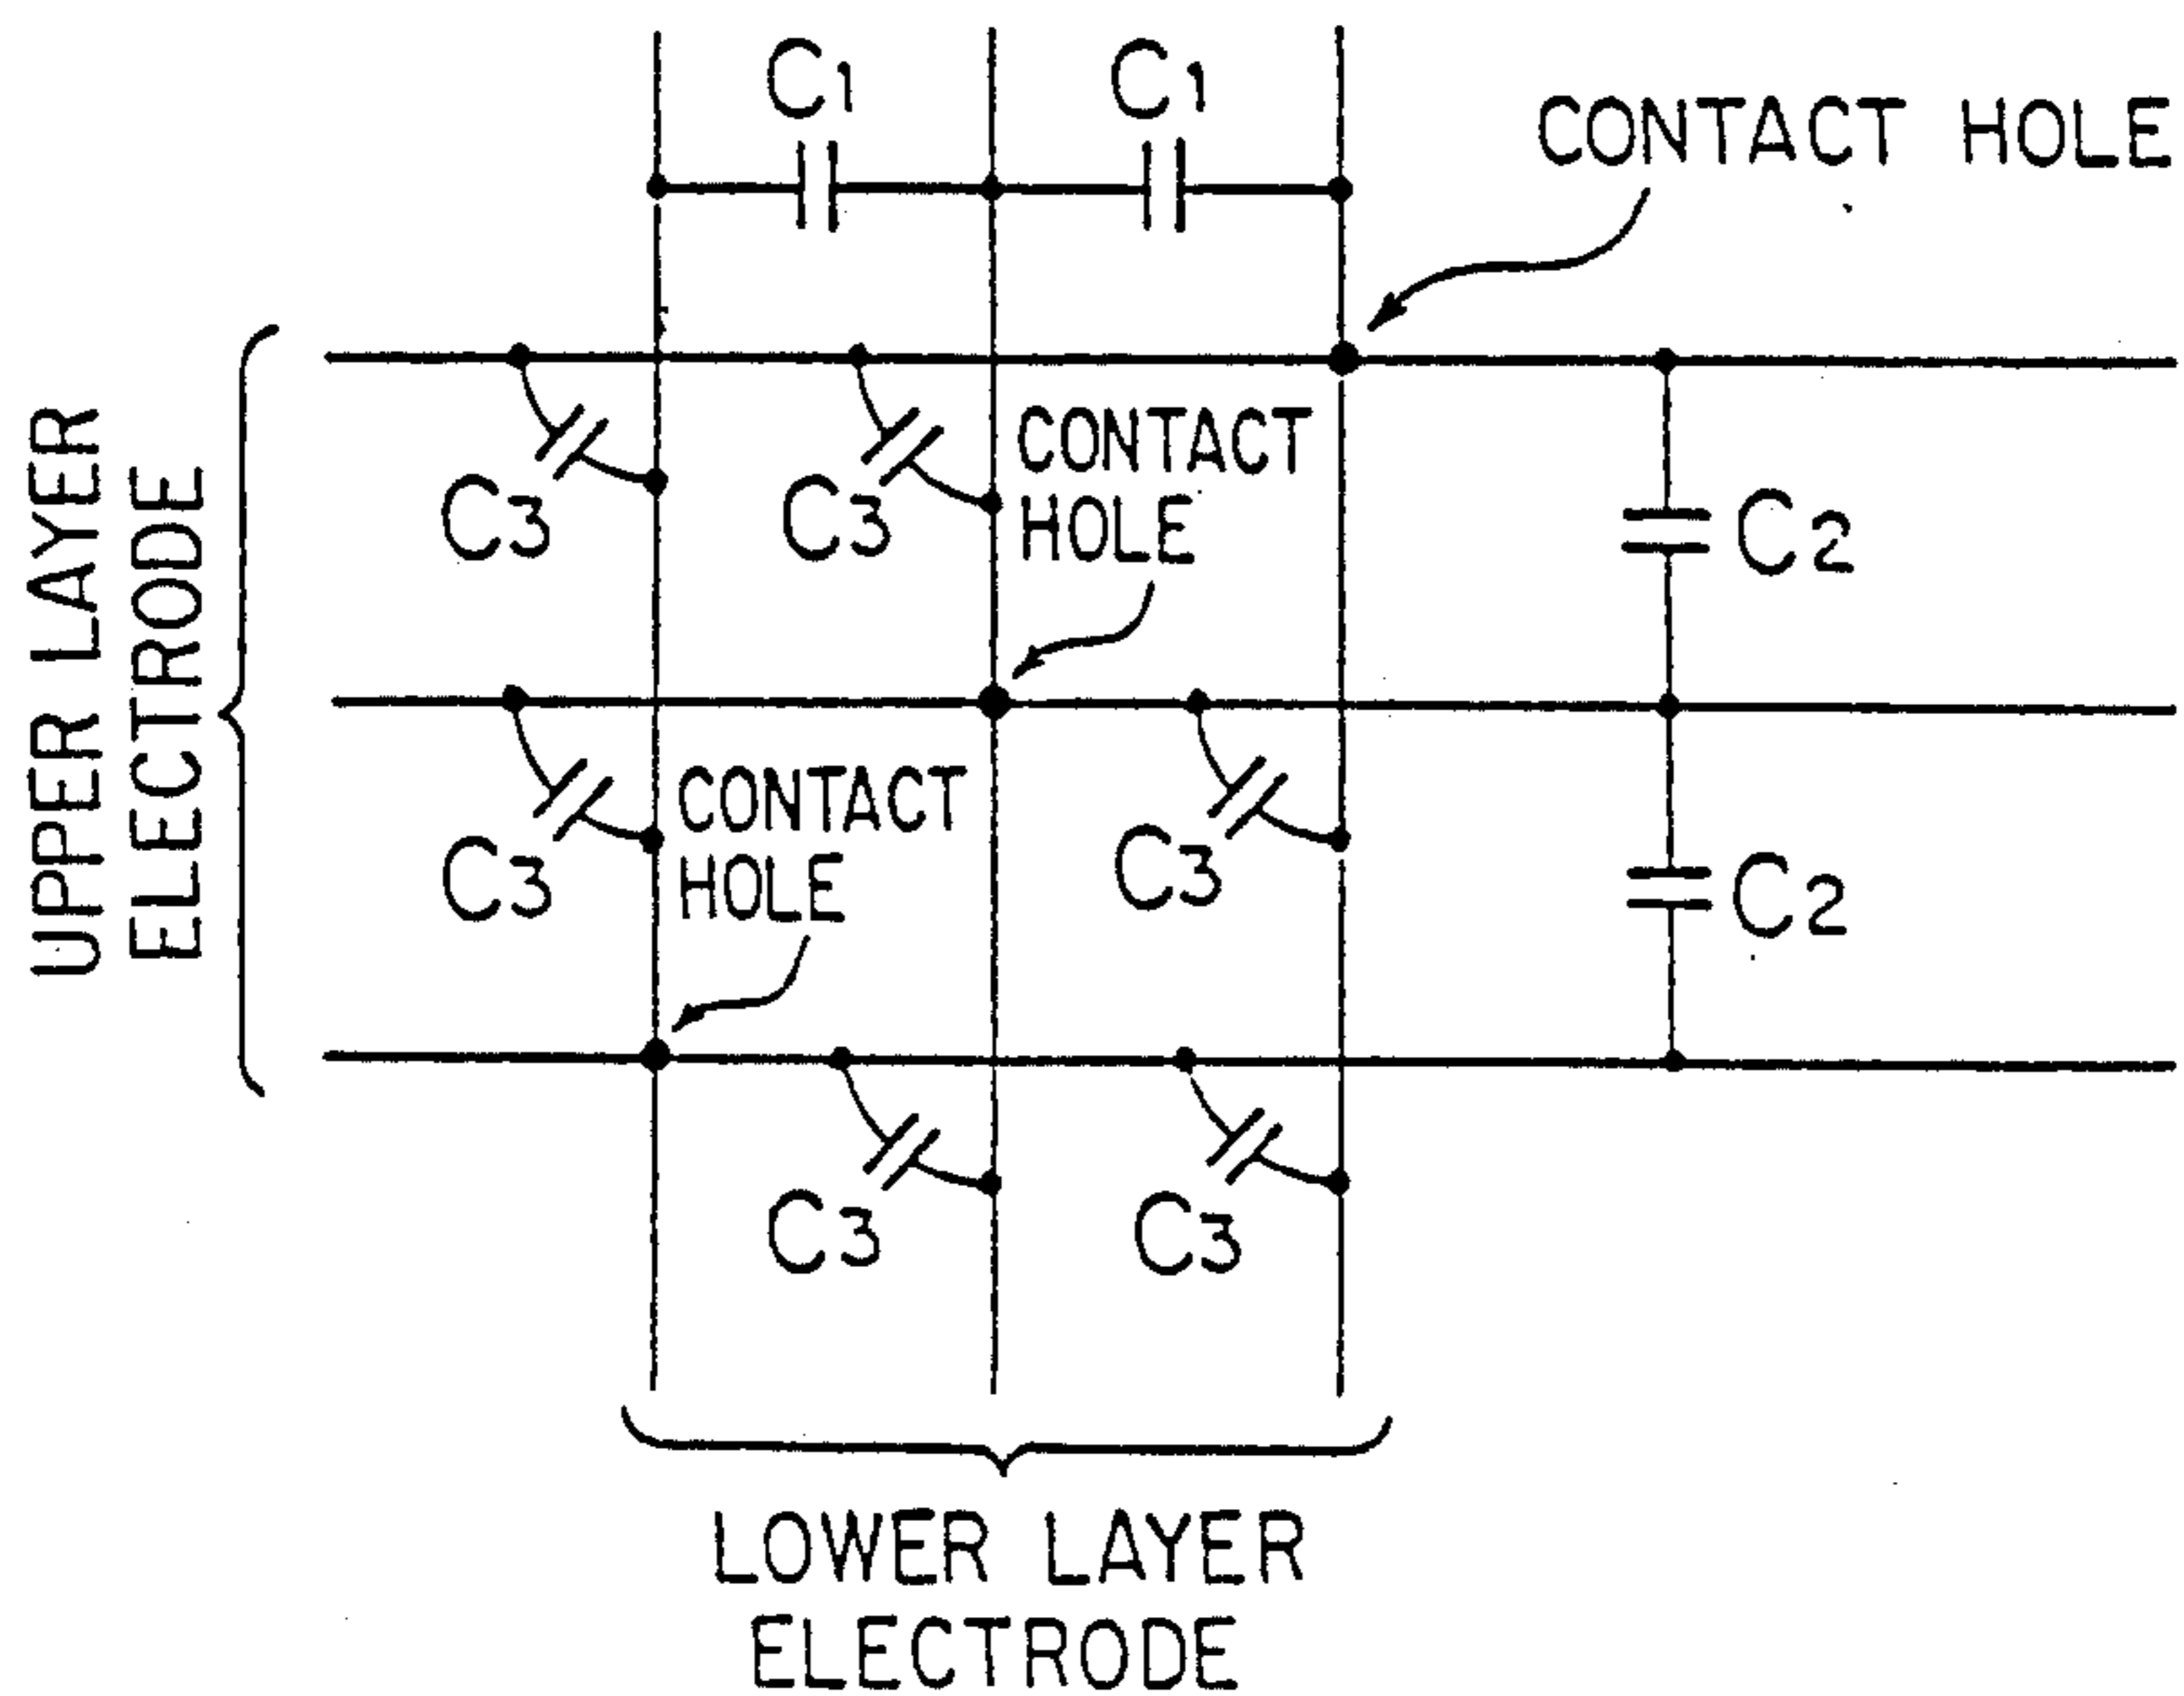 C1
C1
CONTACT HOLE
UPPER LAYER
ELECTRODE
CONTACT
HOLE
C3
C3
C2
CONTACT
HOLE
C3
C3
C2
C3
C3
LOWER LAYER
ELECTRODE